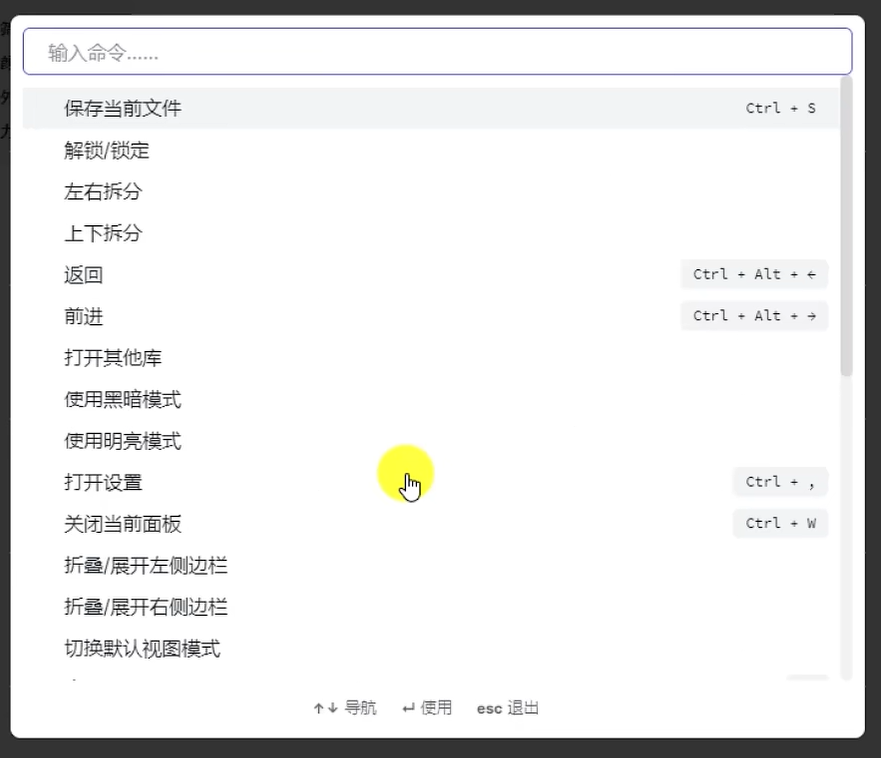 输入命令......
保存当前文件 Ctrl + S
解锁/锁定
左右拆分
上下拆分
返回 Ctrl + Alt + ←
前进 Ctrl + Alt + →
打开其他库
使用黑暗模式
使用明亮模式
打开设置 Ctrl + ,
关闭当前面板 Ctrl + W
折叠/展开左侧边栏
折叠/展开右侧边栏
切换默认视图模式
↑↓ 导航 ↵ 使用 esc 退出